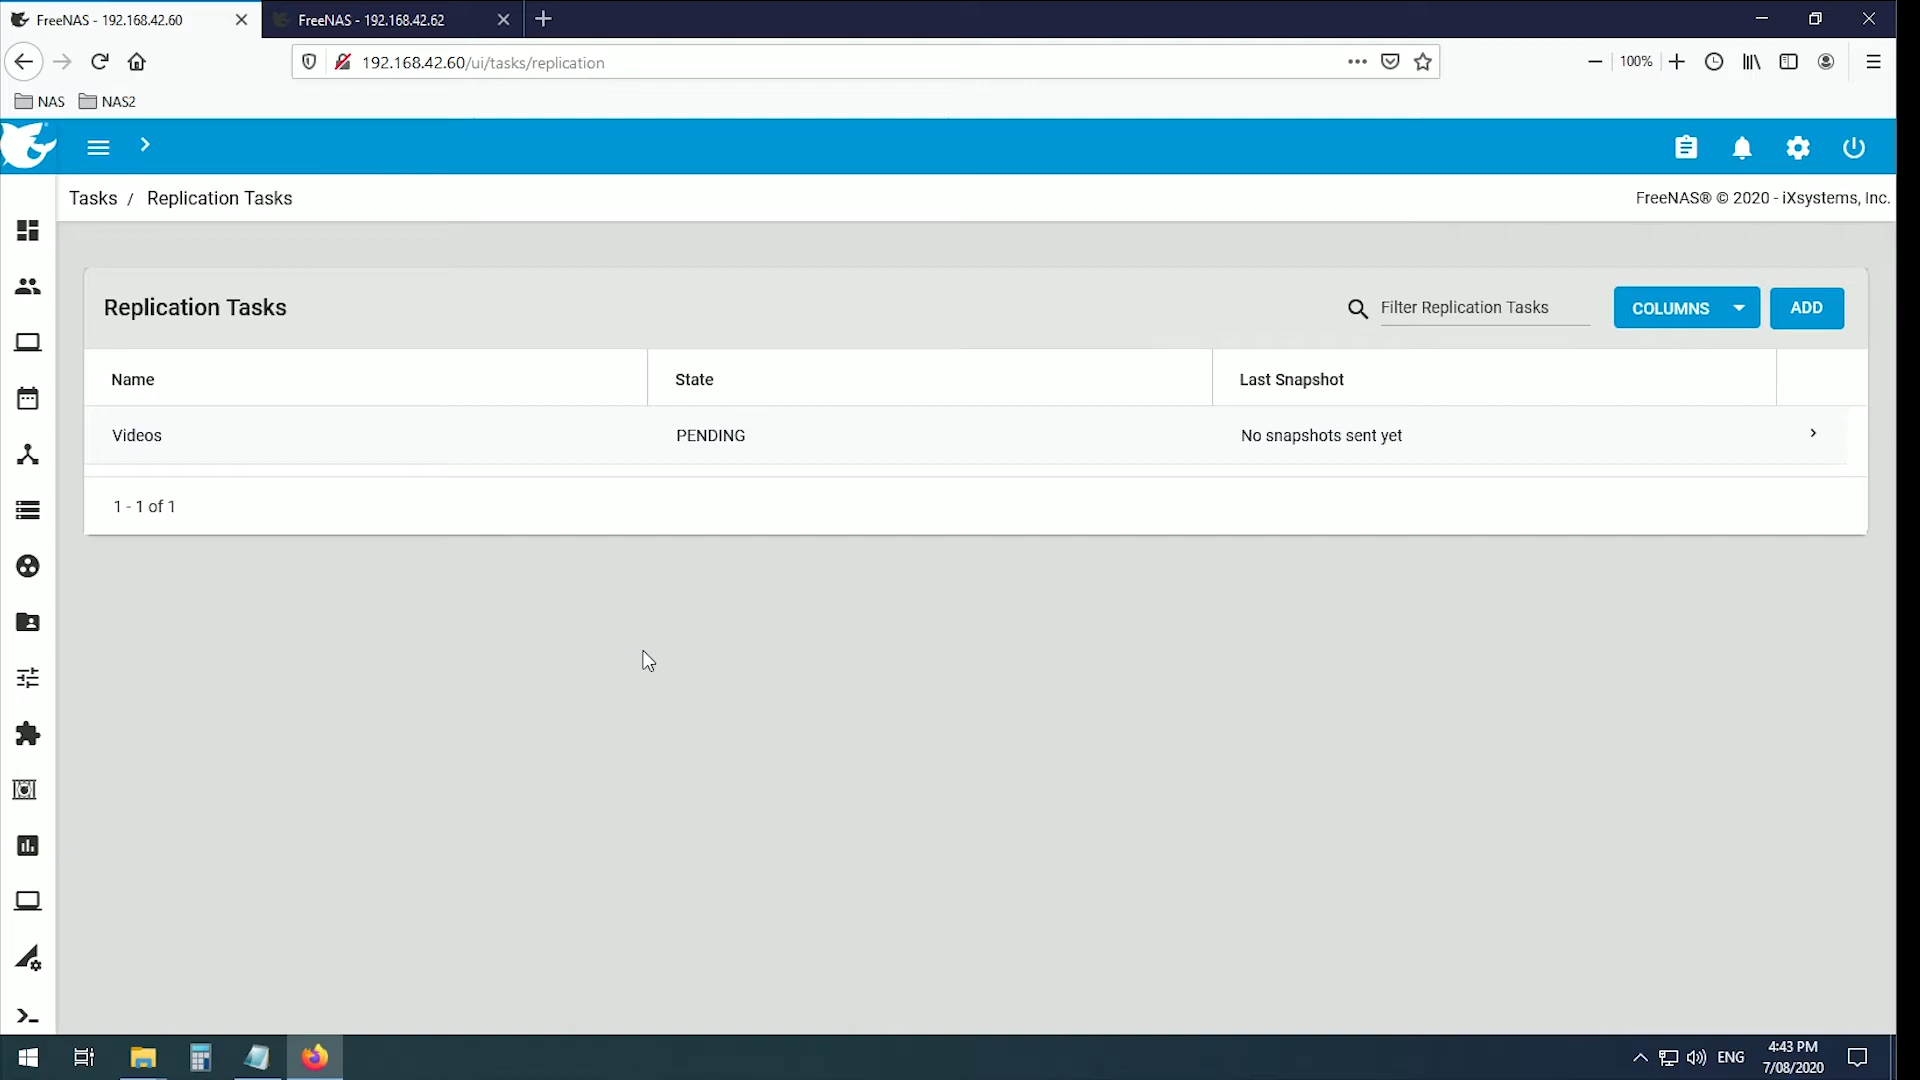 FreeNAS - 192.168.42.60
FreeNAS - 192.168.42.62
192.168.42.60/ui/tasks/replication
100%
NAS
NAS2
Tasks / Replication Tasks
FreeNAS® © 2020 - iXsystems, Inc.
Replication Tasks
Filter Replication Tasks
COLUMNS
ADD
Name
State
Last Snapshot
Videos
PENDING
No snapshots sent yet
1 - 1 of 1
ENG
4:43 PM
7/08/2020